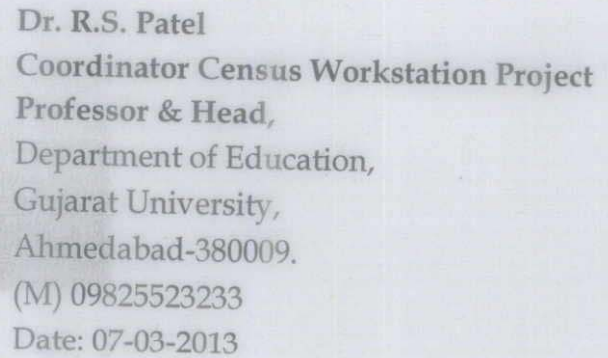 Dr. R.S. Patel
Coordinator Census Workstation Project
Professor & Head,
Department of Education,
Gujarat University,
Ahmedabad-380009.
(M) 09825523233
Date: 07-03-2013